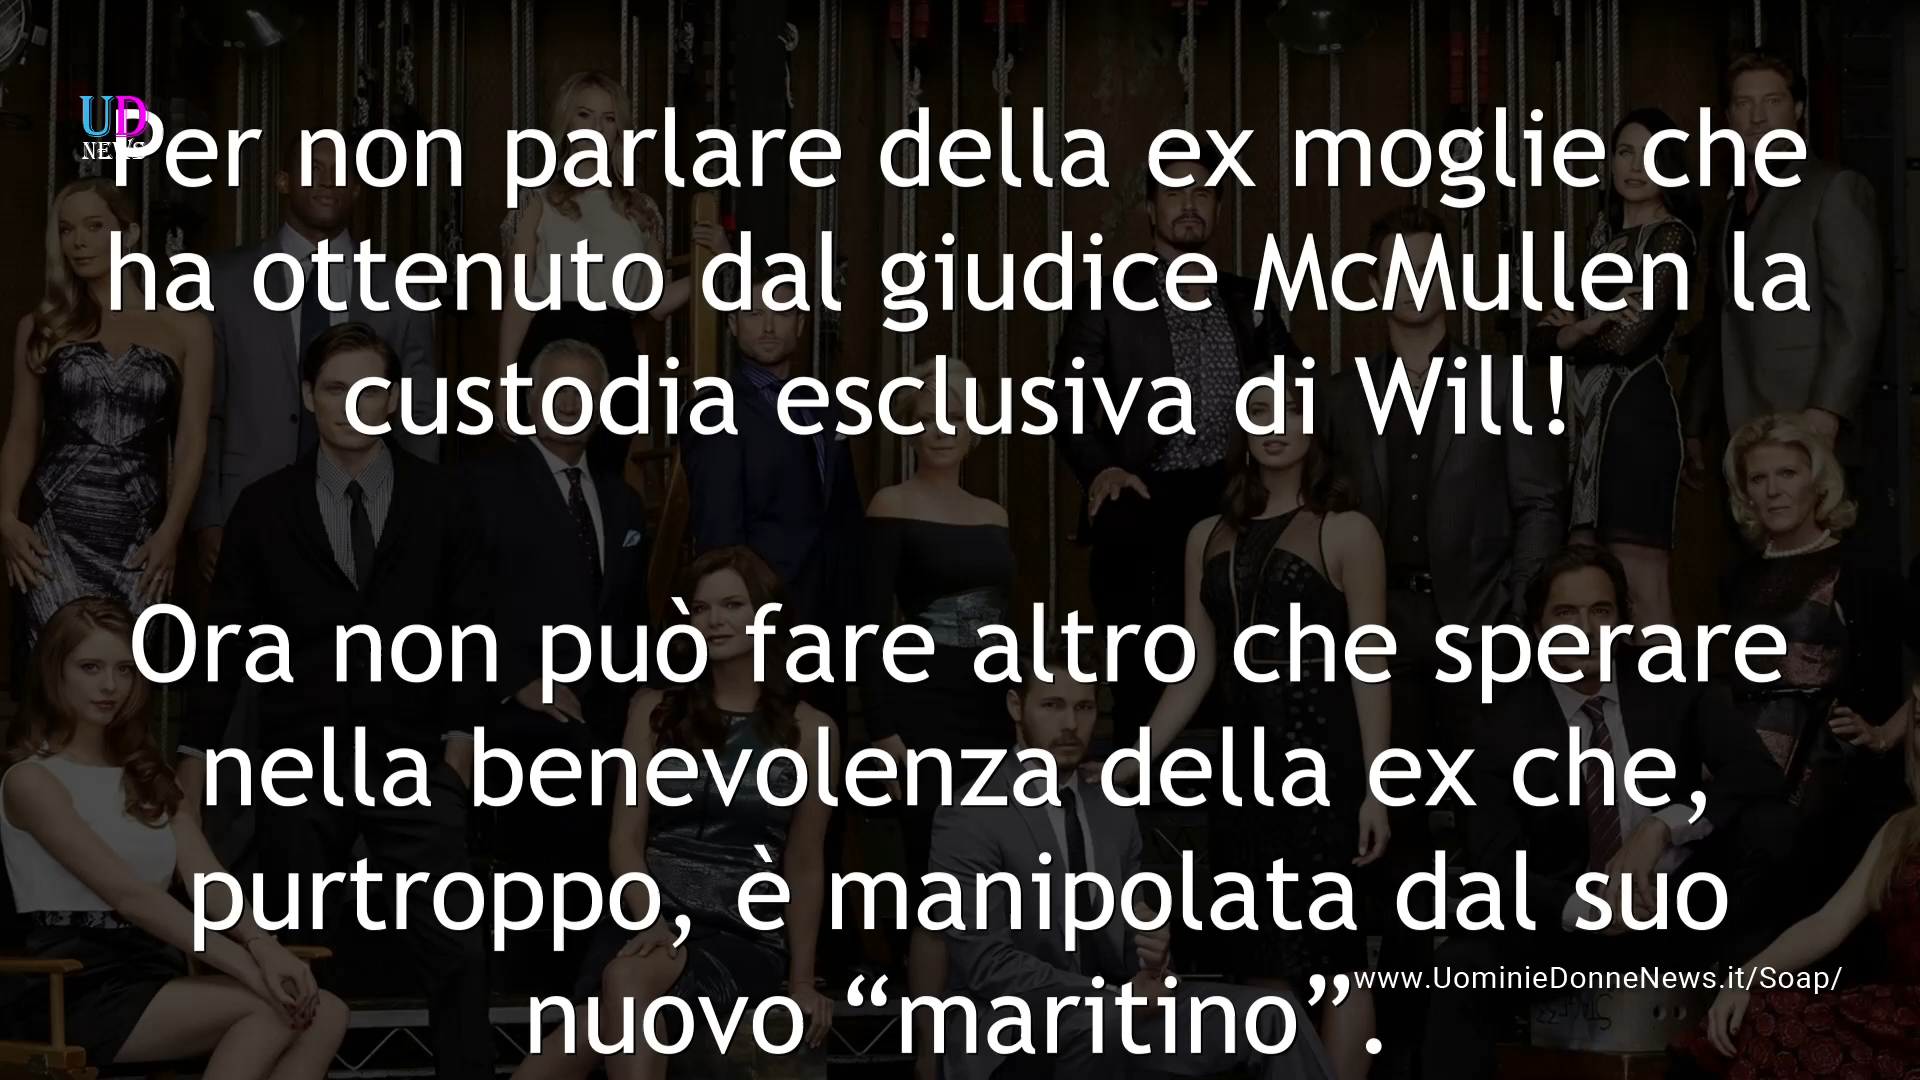 UD
NEWS
Per non parlare della ex moglie che
ha ottenuto dal giudice McMullen la
custodia esclusiva di Will!
Ora non può fare altro che sperare
nella benevolenza della ex che,
purtroppo, è manipolata dal suo
nuovo “maritino”.
www.UominieDonneNews.it/Soap/